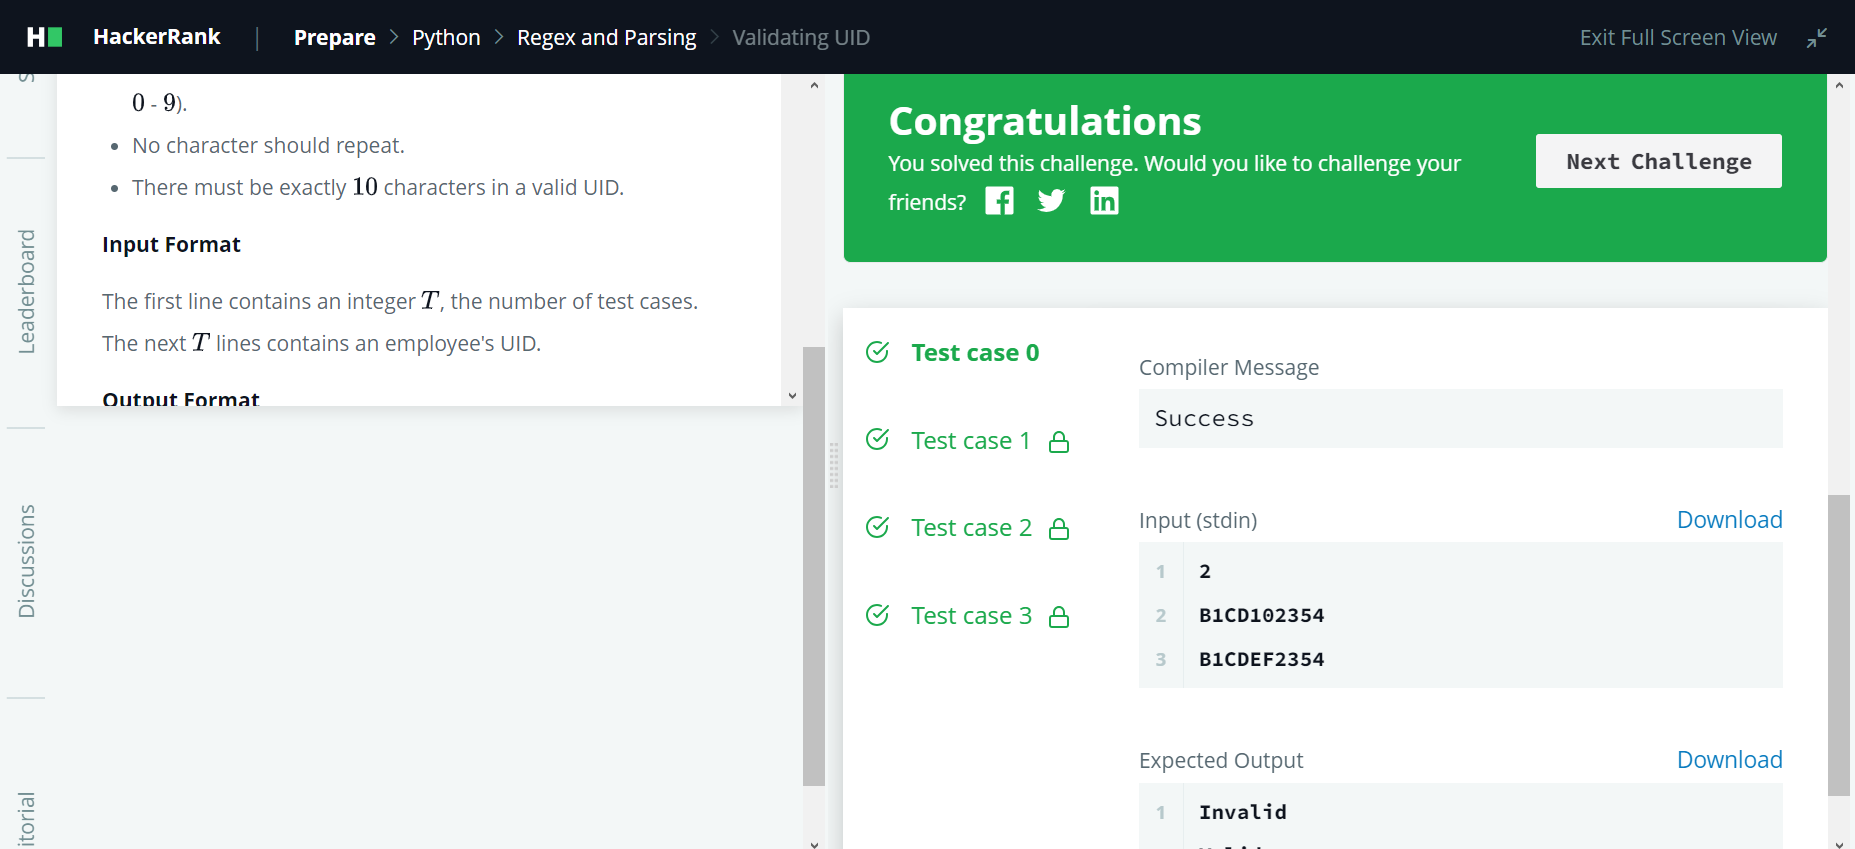 HackerRank | Prepare > Python > Regex and Parsing > Validating UID
Exit Full Screen View
Leaderboard
Discussions
0 - 9).
• No character should repeat.
• There must be exactly 10 characters in a valid UID.
Input Format
The first line contains an integer T, the number of test cases.
The next T lines contains an employee's UID.
Output Format
Congratulations
You solved this challenge. Would you like to challenge your
friends?
Next Challenge
Test case 0
Test case 1
Test case 2
Test case 3
Compiler Message
Success
Input (stdin)
Download
1 2
2 B1CD102354
3 B1CDEF2354
Expected Output
Download
1 Invalid